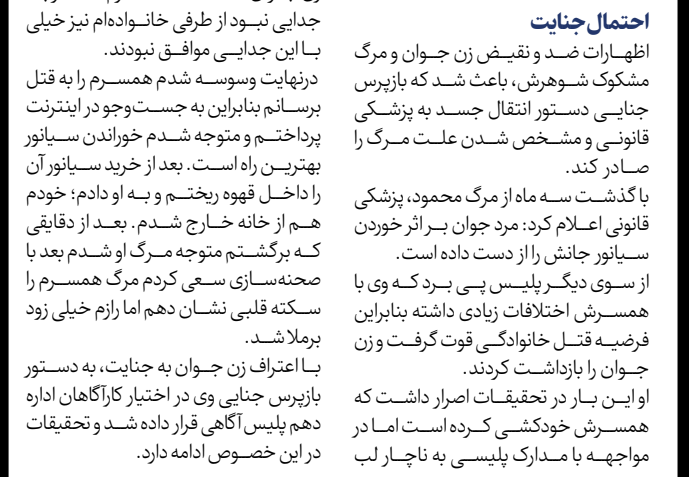 احتمال جنایت
اظهارات ضد و نقیض زن جوان و مرگ
مشکوک شوهرش، باعث شد که بازپرس
جنایی دستور انتقال جسد به پزشکی
قانونی و مشخص شدن علت مرگ را
صادر کند.
با گذشت سه ماه از مرگ محمود، پزشکی
قانونی اعلام کرد: مرد جوان بر اثر خوردن
سیانور جانش را از دست داده است.
از سوی دیگر پلیس پی برد که وی با
همسرش اختلافات زیادی داشته بنابراین
فرضیه قتل خانوادگی قوت گرفت و زن
جوان را بازداشت کردند.
او این بار در تحقیقات اصرار داشت که
همسرش خودکشی کرده است اما در
مواجهه با مدارک پلیسی به ناچار لب
جدایی نبود از طرفی خانواده‌ام نیز خیلی
با این جدایی موافق نبودند.
درنهایت وسوسه شدم همسرم را به قتل
برسانم بنابراین به جست‌وجو در اینترنت
پرداختم و متوجه شدم خوراندن سیانور
بهترین راه است. بعد از خرید سیانور آن
را داخل قهوه ریختم و به او دادم؛ خودم
هم از خانه خارج شدم. بعد از دقایقی
که برگشتم متوجه مرگ او شدم بعد با
صحنه‌سازی سعی کردم مرگ همسرم را
سکته قلبی نشان دهم اما رازم خیلی زود
برملا شد.
با اعتراف زن جوان به جنایت، به دستور
بازپرس جنایی وی در اختیار کارآگاهان اداره
دهم پلیس آگاهی قرار داده شد و تحقیقات
در این خصوص ادامه دارد.